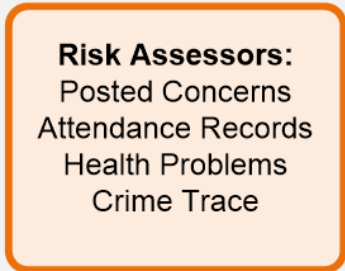 Risk Assessors:
Posted Concerns
Attendance Records
Health Problems
Crime Trace